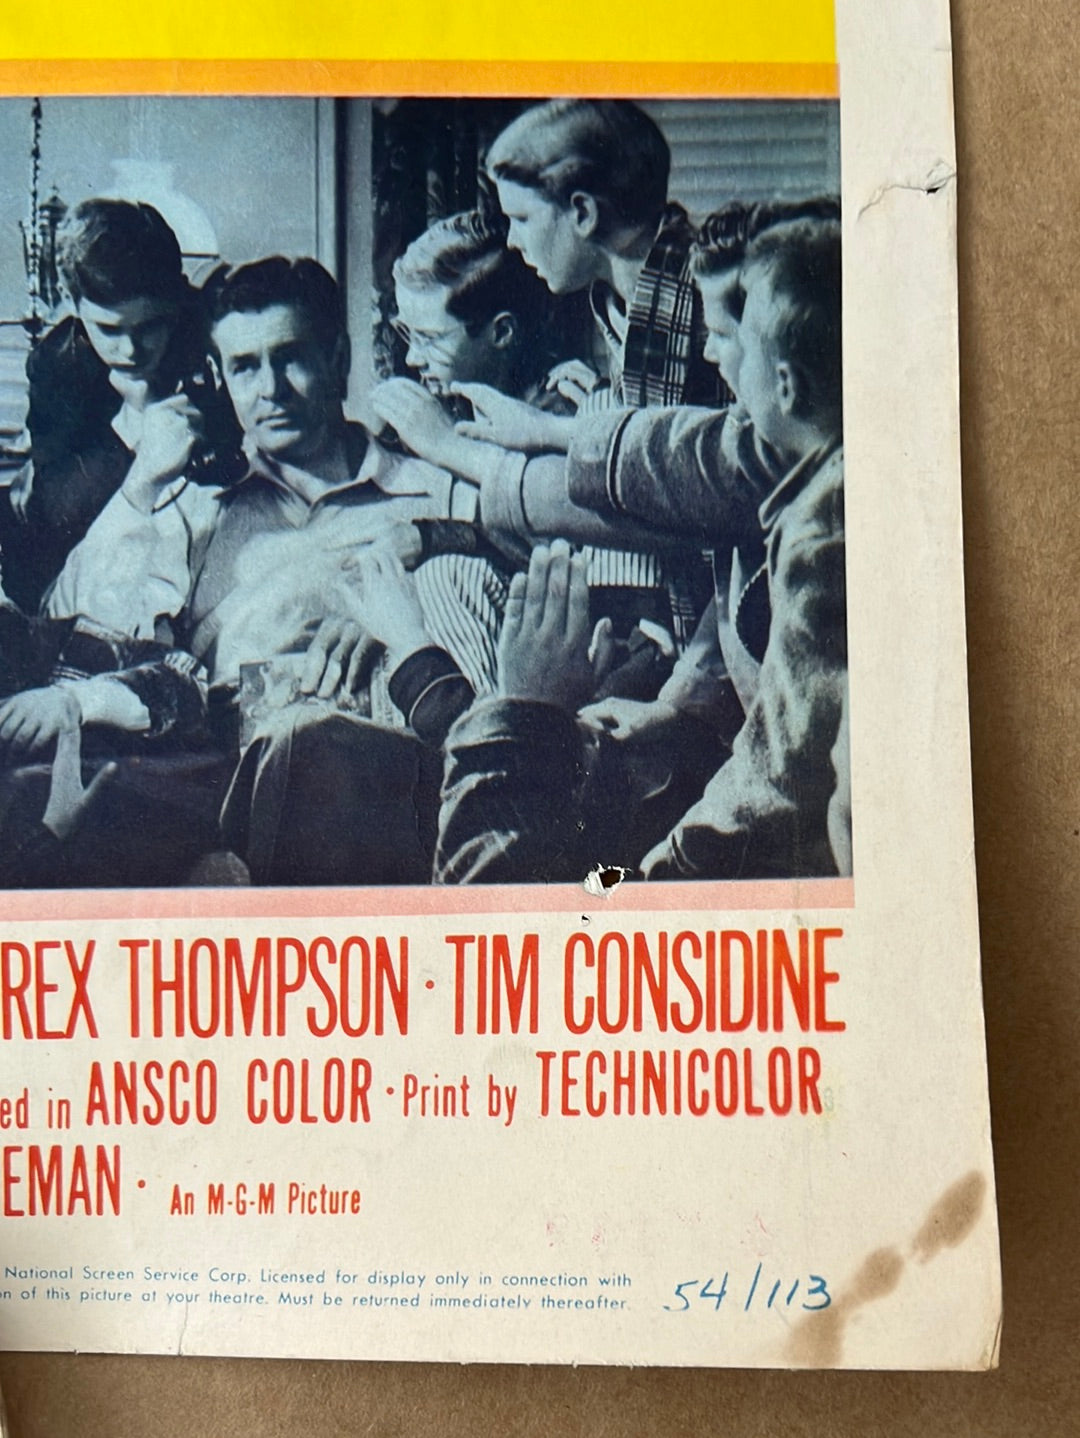 REX THOMPSON · TIM CONSIDINE
ed in ANSCO COLOR · Print by TECHNICOLOR
EMAN · An M-G-M Picture
National Screen Service Corp. Licensed for display only in connection with
on of this picture at your theatre. Must be returned immediately thereafter.
54/113